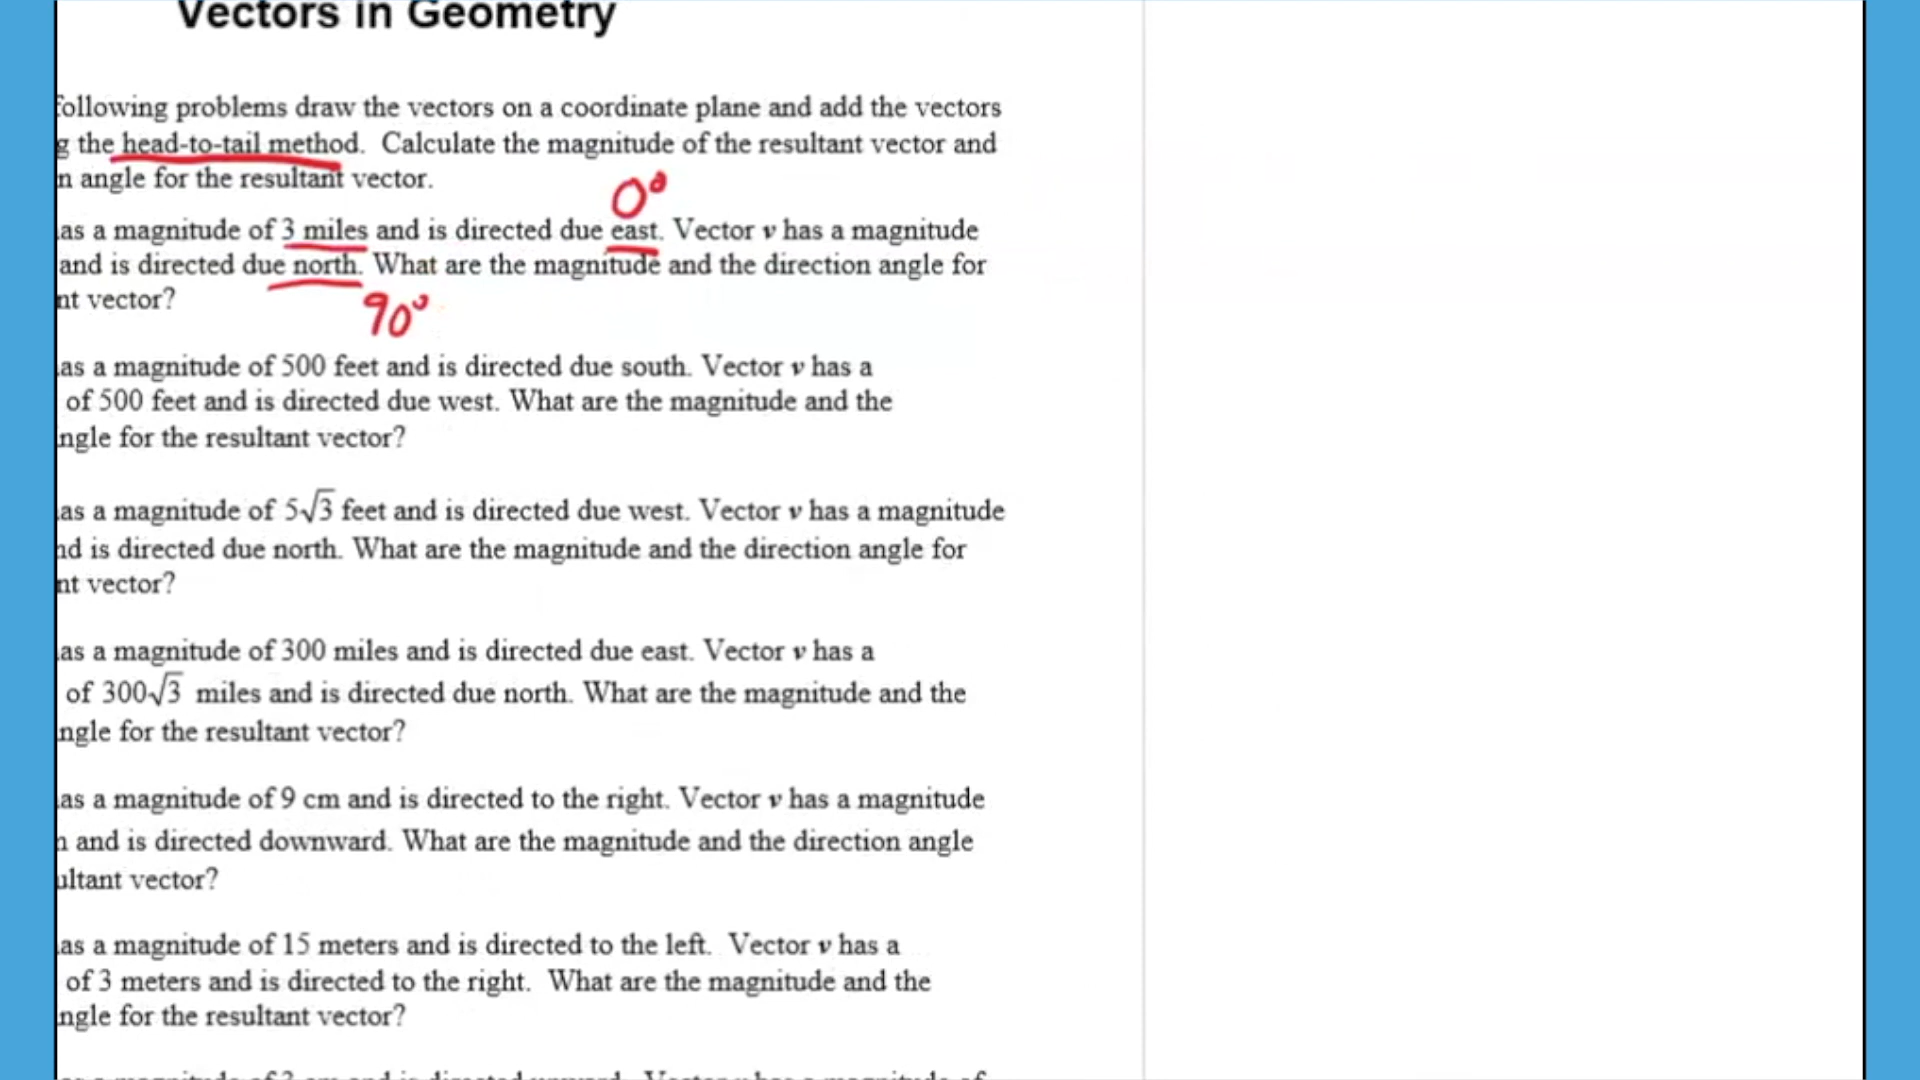 Vectors in Geometry
following problems draw the vectors on a coordinate plane and add the vectors
g the head-to-tail method. Calculate the magnitude of the resultant vector and
n angle for the resultant vector.
0°
as a magnitude of 3 miles and is directed due east. Vector v has a magnitude
and is directed due north. What are the magnitude and the direction angle for
nt vector?
90°
as a magnitude of 500 feet and is directed due south. Vector v has a
of 500 feet and is directed due west. What are the magnitude and the
ngle for the resultant vector?
as a magnitude of 5√3 feet and is directed due west. Vector v has a magnitude
nd is directed due north. What are the magnitude and the direction angle for
nt vector?
as a magnitude of 300 miles and is directed due east. Vector v has a
of 300√3 miles and is directed due north. What are the magnitude and the
ngle for the resultant vector?
as a magnitude of 9 cm and is directed to the right. Vector v has a magnitude
n and is directed downward. What are the magnitude and the direction angle
ultant vector?
as a magnitude of 15 meters and is directed to the left. Vector v has a
of 3 meters and is directed to the right. What are the magnitude and the
ngle for the resultant vector?